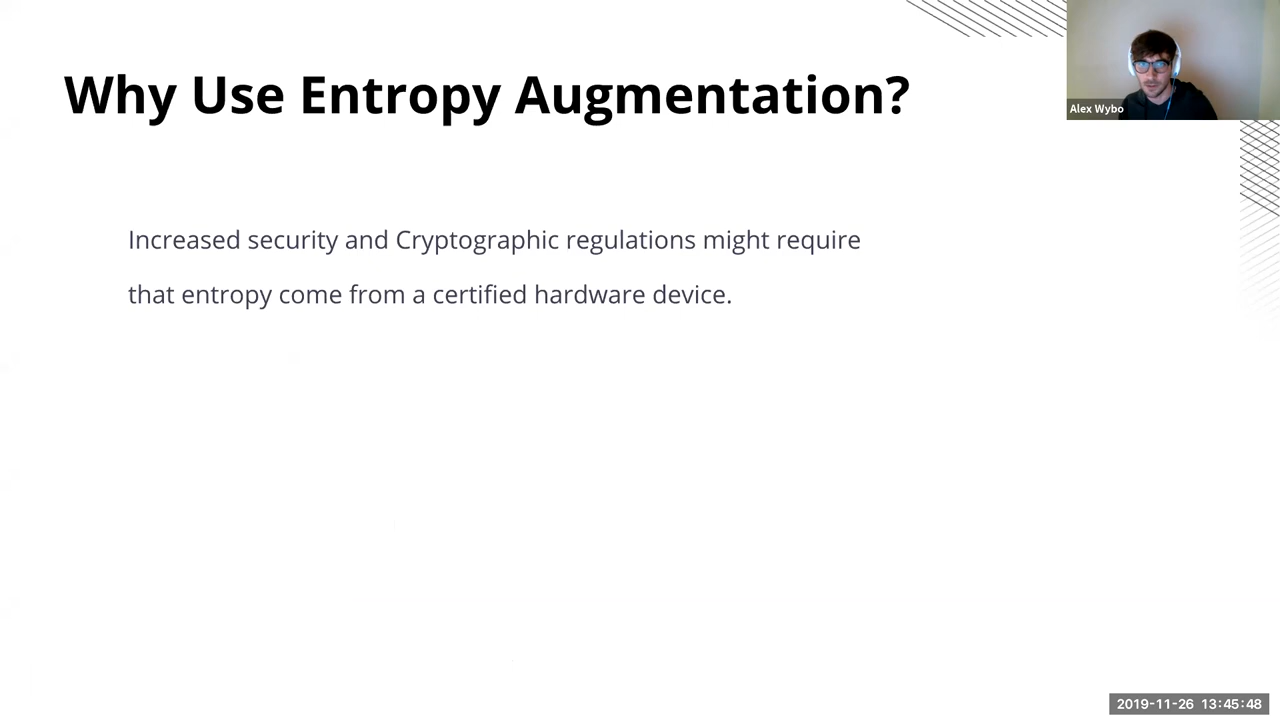 Why Use Entropy Augmentation?
Alex Wybo
Increased security and Cryptographic regulations might require
that entropy come from a certified hardware device.
2019-11-26 13:45:48